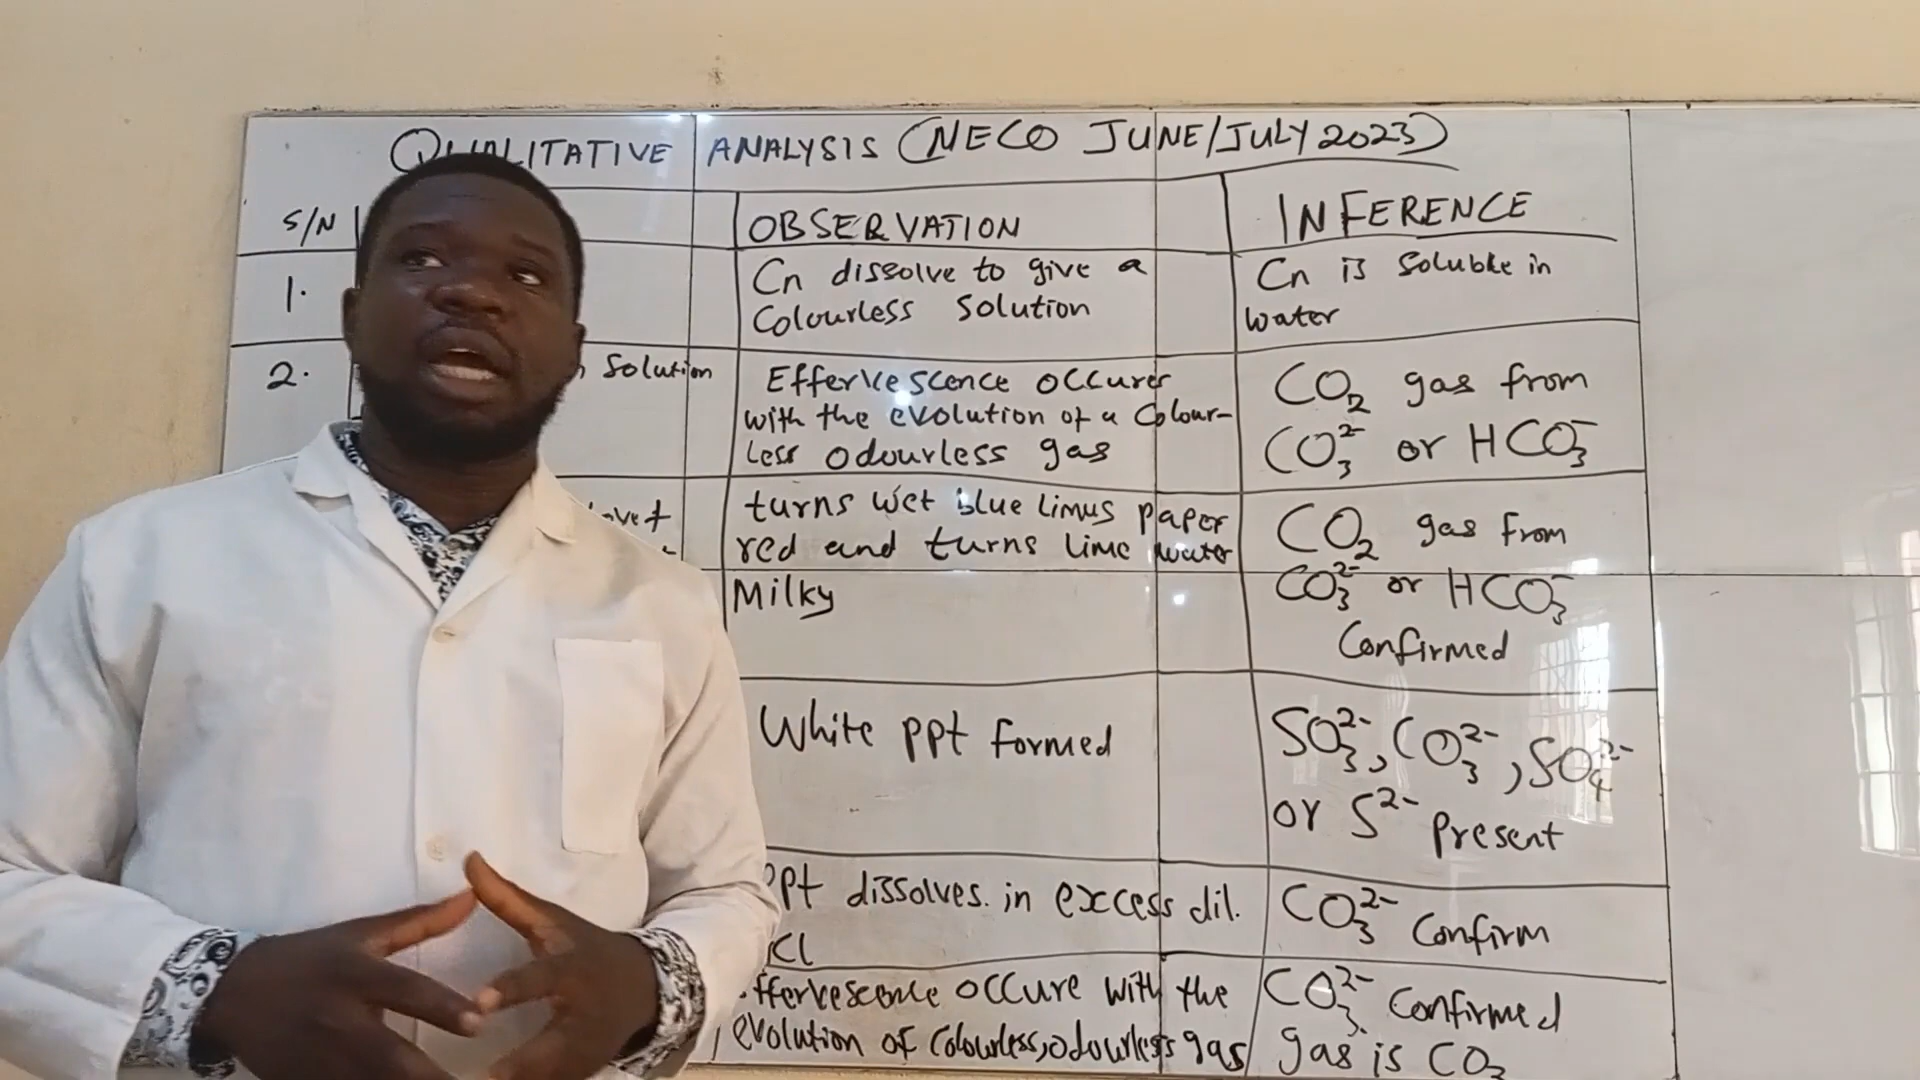 QUALITATIVE ANALYSIS (NECO JUNE/JULY 2023)
S/N OBSERVATION INFERENCE
1. Cn dissolve to give a
Colourless Solution
Cn is Soluble in
water
2. Solution
Effervescence occures
with the evolution of a Colour-
less odourless gas
CO₂ gas from
CO₃²⁻ or HCO₃⁻
turns wet blue limus paper
red and turns lime water
Milky
CO₂ gas from
CO₃²⁻ or HCO₃⁻
Confirmed
White ppt formed
SO₃²⁻, CO₃²⁻, SO₄²⁻
or S²⁻ present
ppt dissolves. in excess dil.
HCl
CO₃²⁻ Confirm
Effervescence occure with the
evolution of Colourless, odourless gas
CO₃²⁻ Confirmed
gas is CO₂